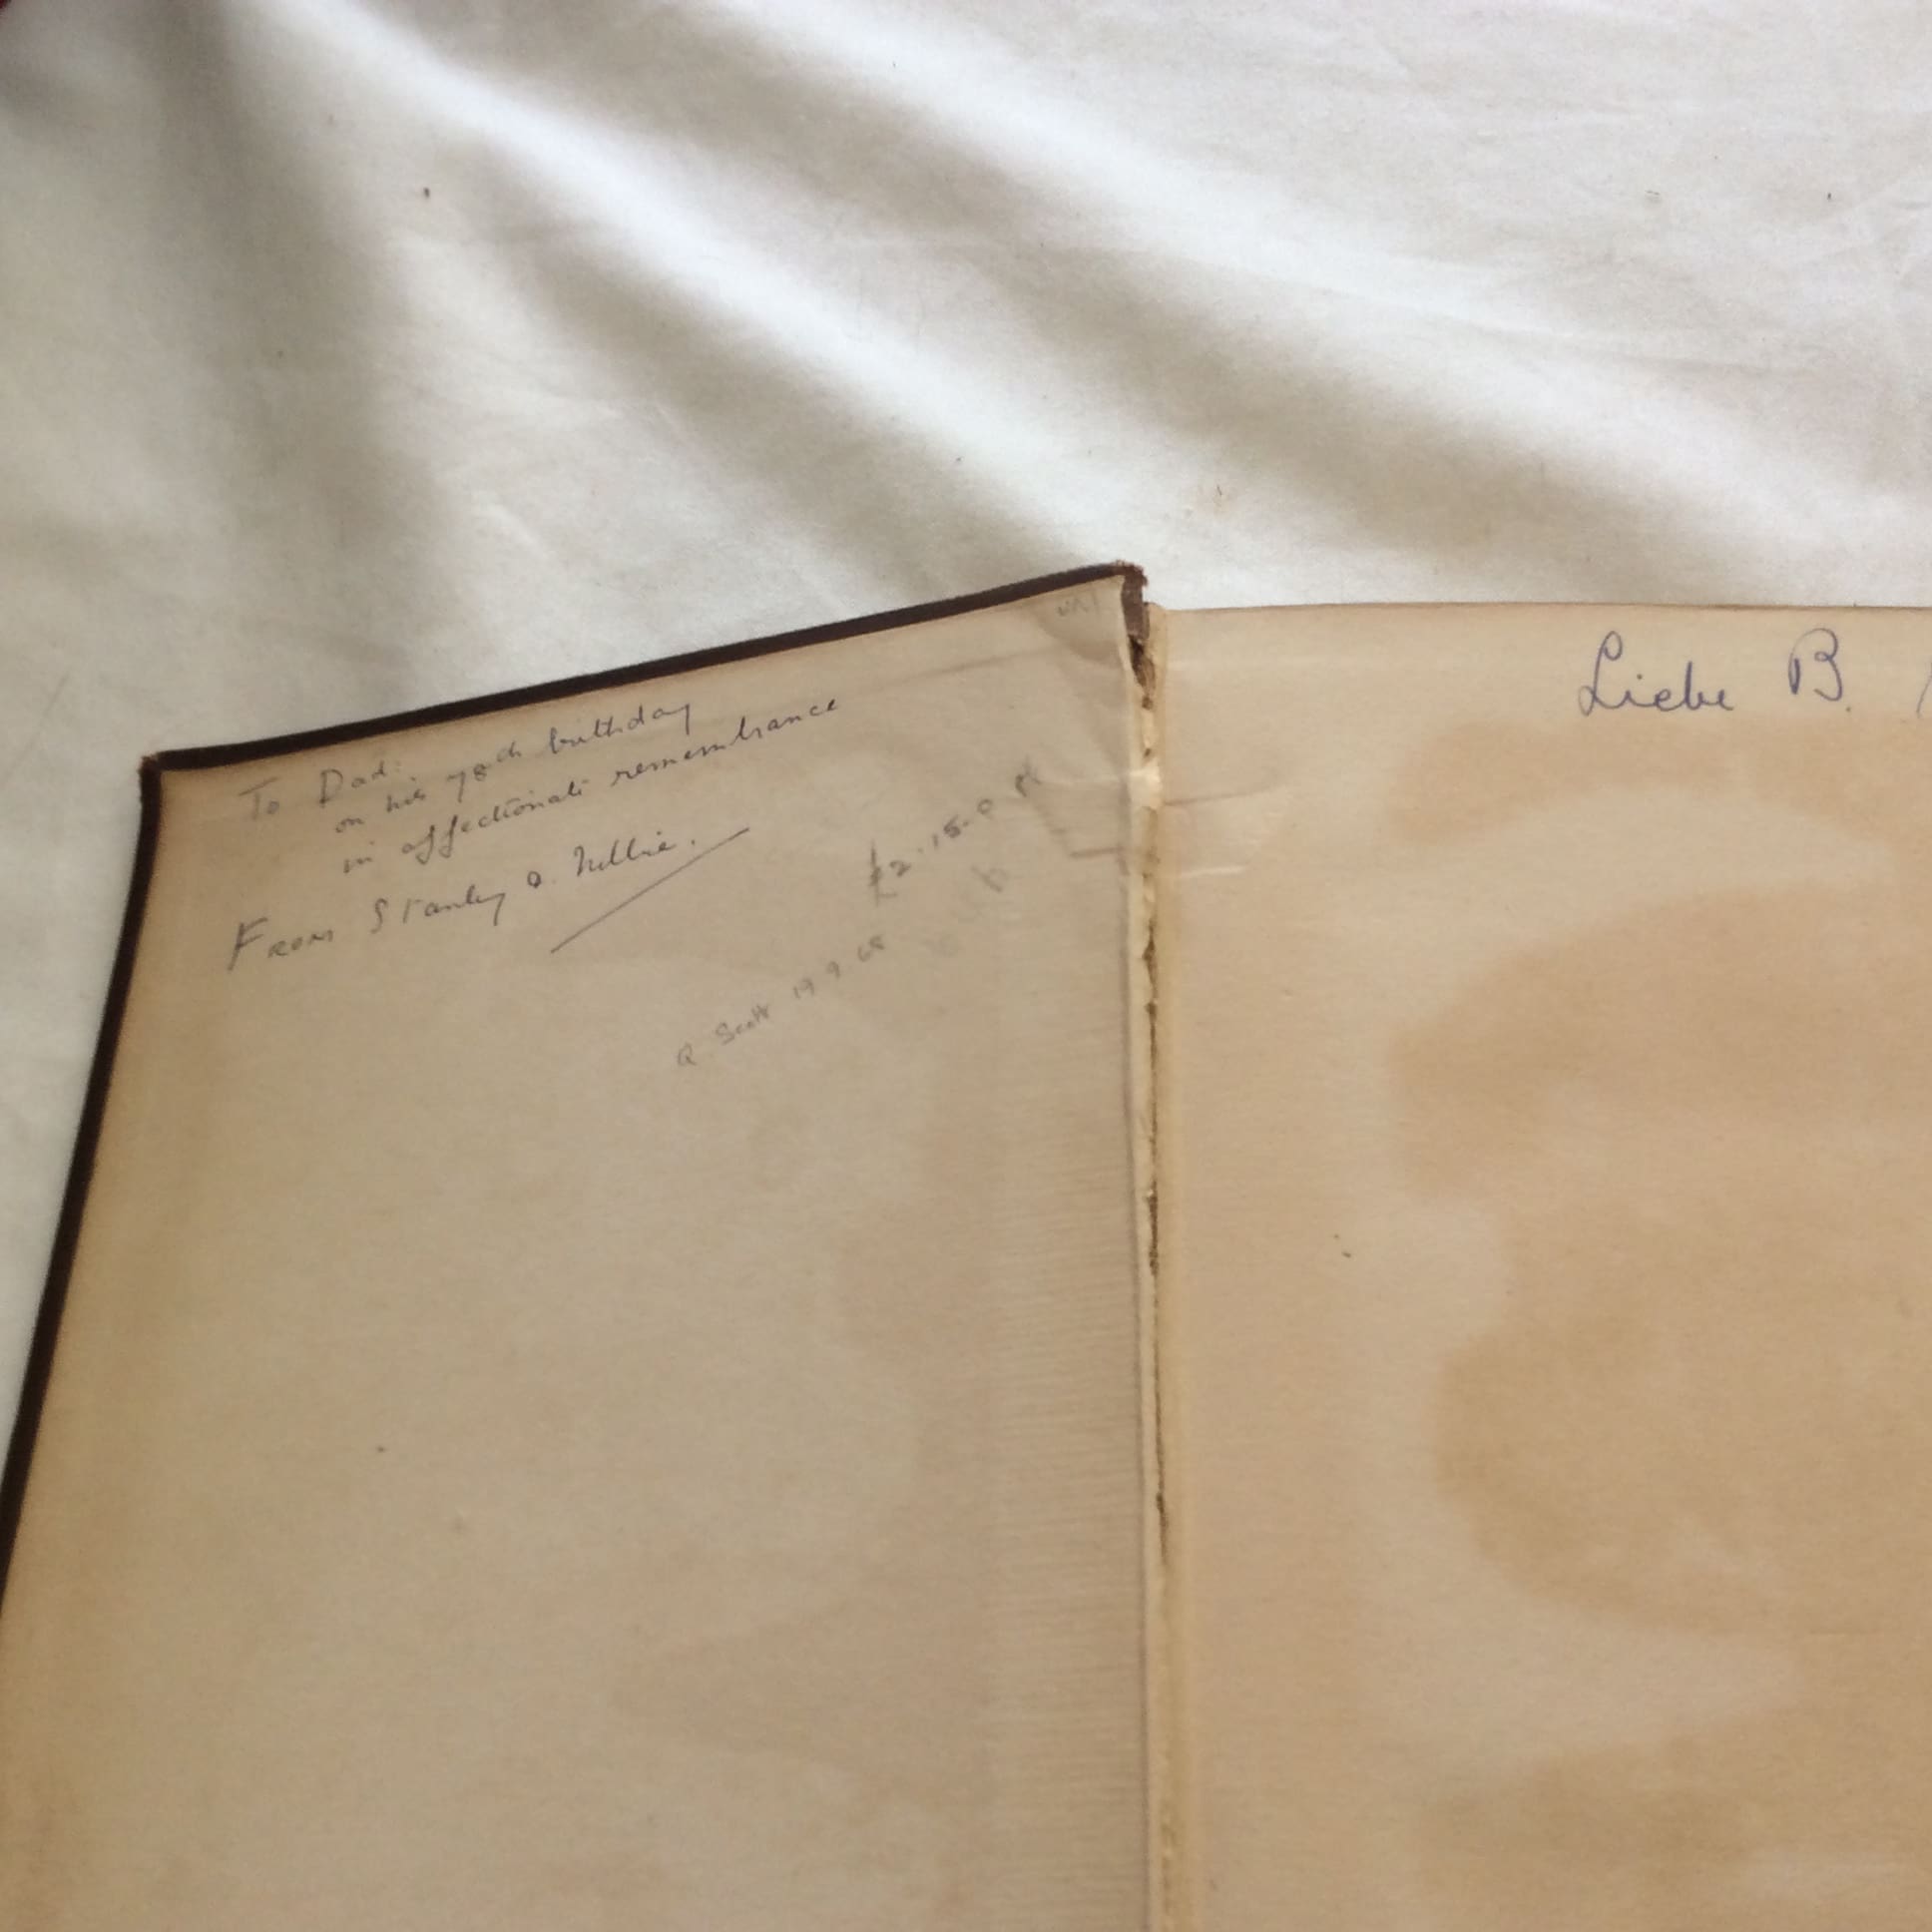 To Dad.
on his 78th birthday
in affectionate remembrance
From Stanley & Nellie.
£2.15.0
Q. Scott 19 9 68
Liebe B.